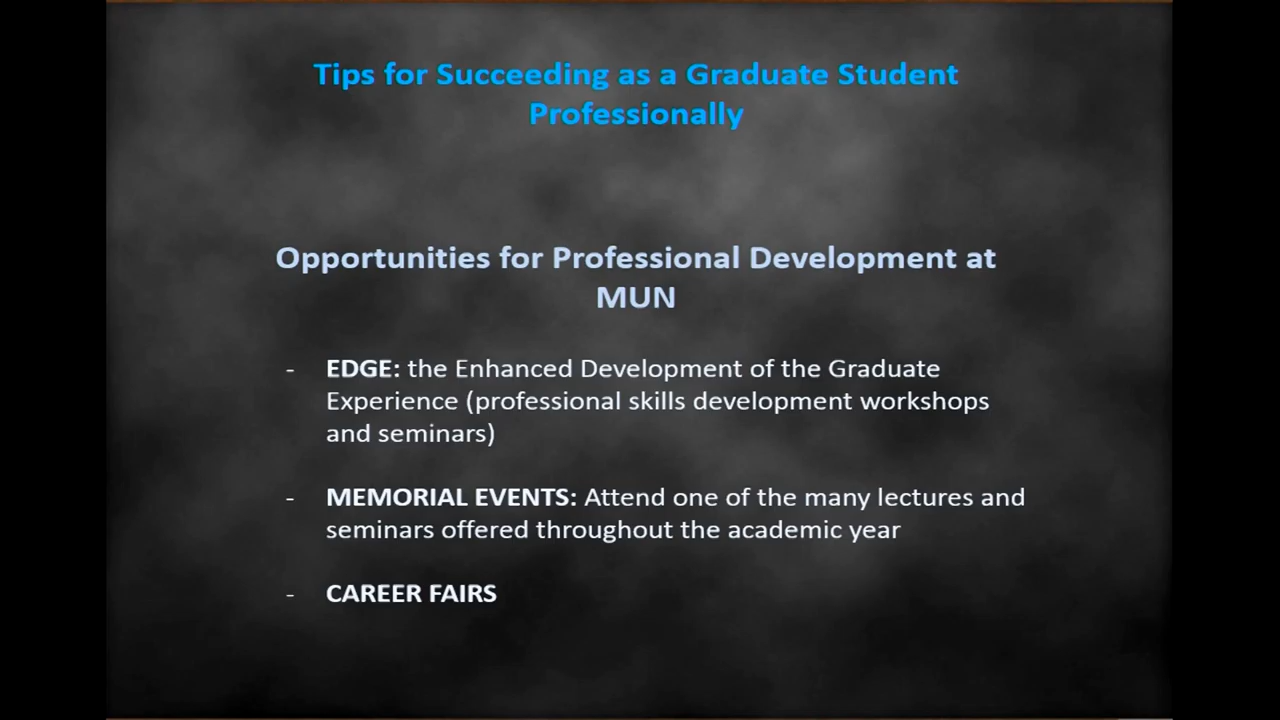 Tips for Succeeding as a Graduate Student
Professionally
Opportunities for Professional Development at
MUN
- EDGE: the Enhanced Development of the Graduate
Experience (professional skills development workshops
and seminars)
- MEMORIAL EVENTS: Attend one of the many lectures and
seminars offered throughout the academic year
- CAREER FAIRS